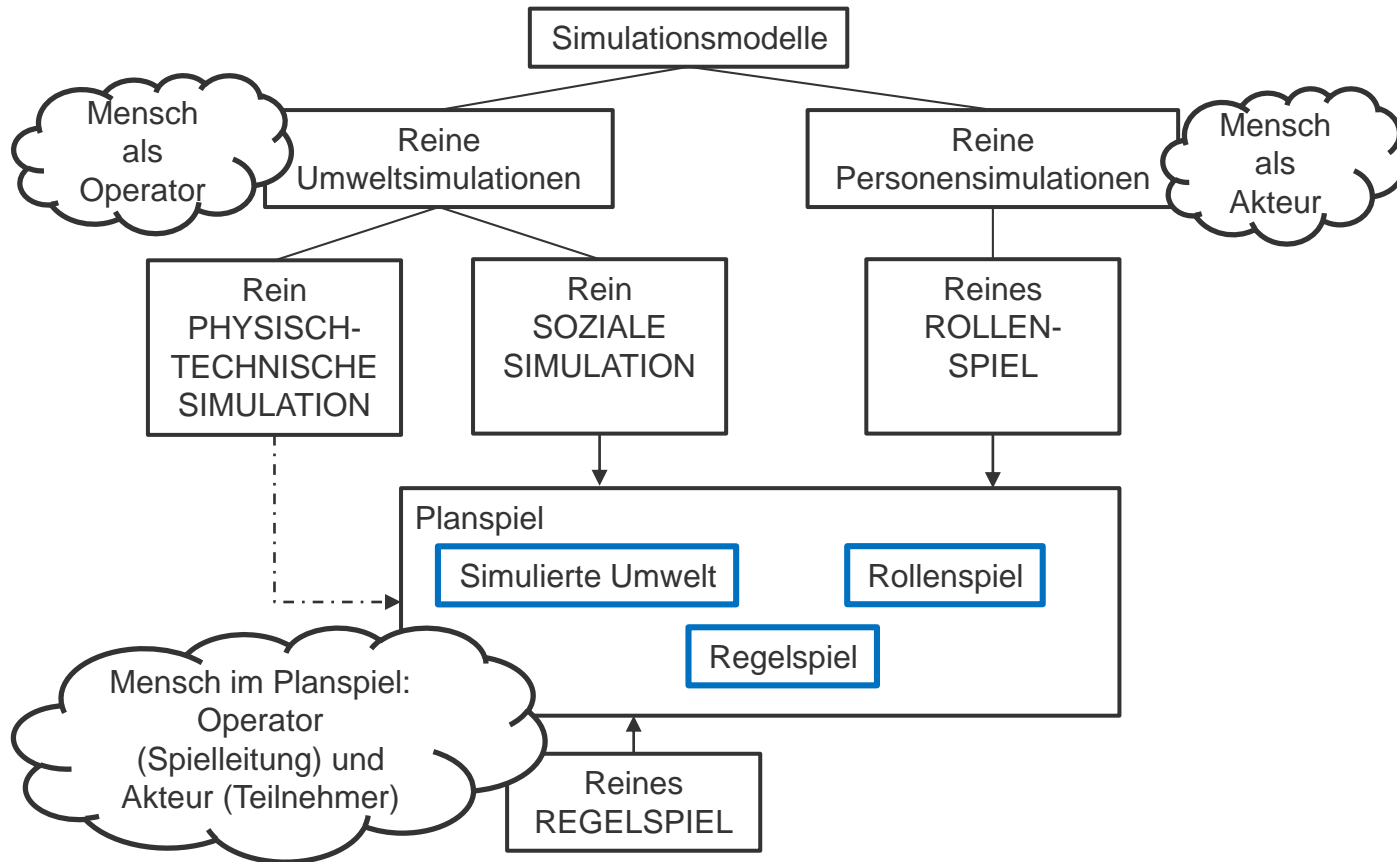 Simulationsmodelle
Mensch
als
Operator
Reine
Umweltsimulationen
Reine
Personensimulationen
Mensch
als
Akteur
Rein
PHYSISCH-
TECHNISCHE
SIMULATION
Rein
SOZIALE
SIMULATION
Reines
ROLLEN-
SPIEL
Planspiel
Simulierte Umwelt
Rollenspiel
Regelspiel
Mensch im Planspiel:
Operator
(Spielleitung) und
Akteur (Teilnehmer)
Reines
REGELSPIEL